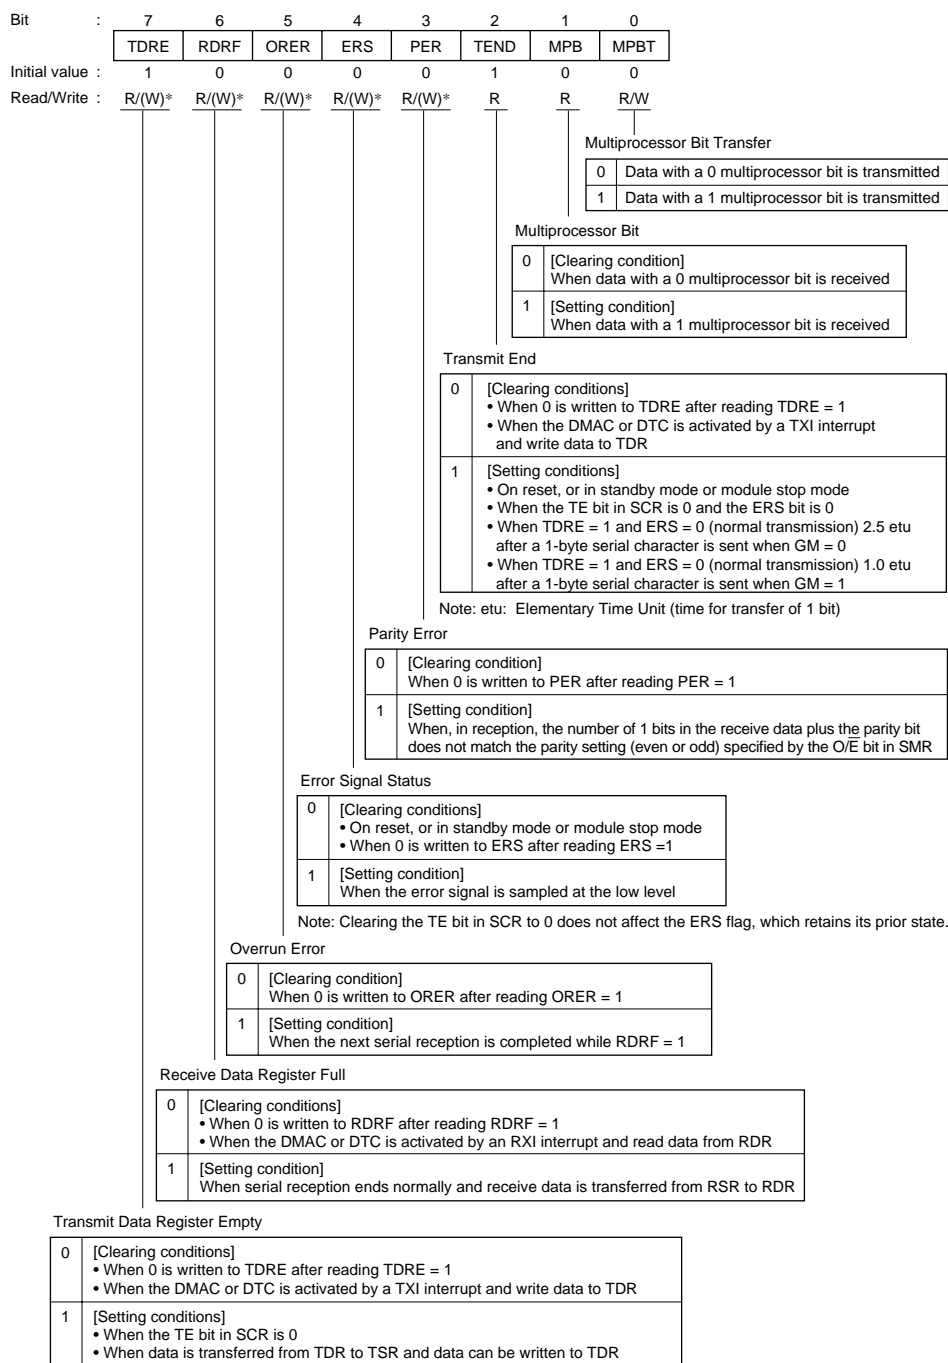 Bit : 7 6 5 4 3 2 1 0
TDRE RDRF ORER ERS PER TEND MPB MPBT
Initial value : 1 0 0 0 0 1 0 0
Read/Write : R/(W)* R/(W)* R/(W)* R/(W)* R/(W)* R R R/W
Multiprocessor Bit Transfer
0 Data with a 0 multiprocessor bit is transmitted
1 Data with a 1 multiprocessor bit is transmitted
Multiprocessor Bit
0 [Clearing condition]
When data with a 0 multiprocessor bit is received
1 [Setting condition]
When data with a 1 multiprocessor bit is received
Transmit End
0 [Clearing conditions]
• When 0 is written to TDRE after reading TDRE = 1
• When the DMAC or DTC is activated by a TXI interrupt
and write data to TDR
1 [Setting conditions]
• On reset, or in standby mode or module stop mode
• When the TE bit in SCR is 0 and the ERS bit is 0
• When TDRE = 1 and ERS = 0 (normal transmission) 2.5 etu
after a 1-byte serial character is sent when GM = 0
• When TDRE = 1 and ERS = 0 (normal transmission) 1.0 etu
after a 1-byte serial character is sent when GM = 1
Note: etu: Elementary Time Unit (time for transfer of 1 bit)
Parity Error
0 [Clearing condition]
When 0 is written to PER after reading PER = 1
1 [Setting condition]
When, in reception, the number of 1 bits in the receive data plus the parity bit
does not match the parity setting (even or odd) specified by the O/E̅ bit in SMR
Error Signal Status
0 [Clearing conditions]
• On reset, or in standby mode or module stop mode
• When 0 is written to ERS after reading ERS =1
1 [Setting condition]
When the error signal is sampled at the low level
Note: Clearing the TE bit in SCR to 0 does not affect the ERS flag, which retains its prior state.
Overrun Error
0 [Clearing condition]
When 0 is written to ORER after reading ORER = 1
1 [Setting condition]
When the next serial reception is completed while RDRF = 1
Receive Data Register Full
0 [Clearing conditions]
• When 0 is written to RDRF after reading RDRF = 1
• When the DMAC or DTC is activated by an RXI interrupt and read data from RDR
1 [Setting condition]
When serial reception ends normally and receive data is transferred from RSR to RDR
Transmit Data Register Empty
0 [Clearing conditions]
• When 0 is written to TDRE after reading TDRE = 1
• When the DMAC or DTC is activated by a TXI interrupt and write data to TDR
1 [Setting conditions]
• When the TE bit in SCR is 0
• When data is transferred from TDR to TSR and data can be written to TDR